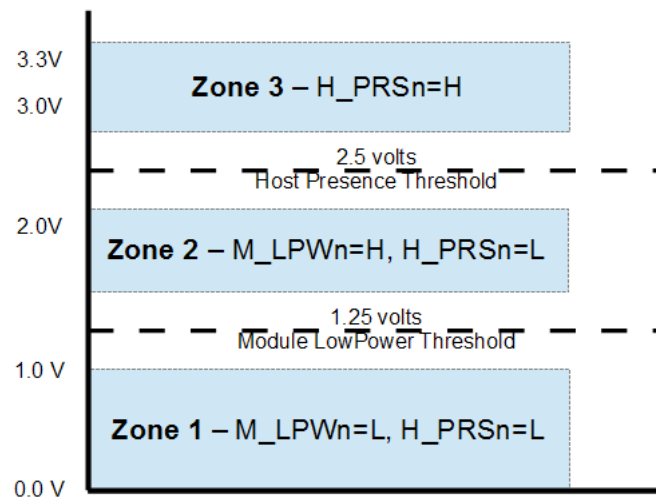 3.3V
Zone 3 – H_PRSn=H
3.0V
2.5 volts
Host Presence Threshold
2.0V
Zone 2 – M_LPWn=H, H_PRSn=L
1.25 volts
Module LowPower Threshold
1.0 V
Zone 1 – M_LPWn=L, H_PRSn=L
0.0 V